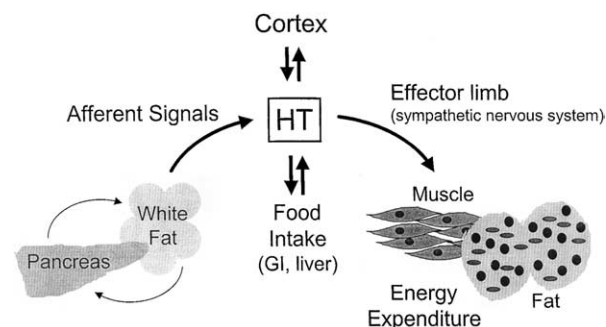 Cortex
Afferent Signals
HT
Effector limb
(sympathetic nervous system)
White
Fat
Pancreas
Food
Intake
(GI, liver)
Muscle
Energy
Expenditure
Fat